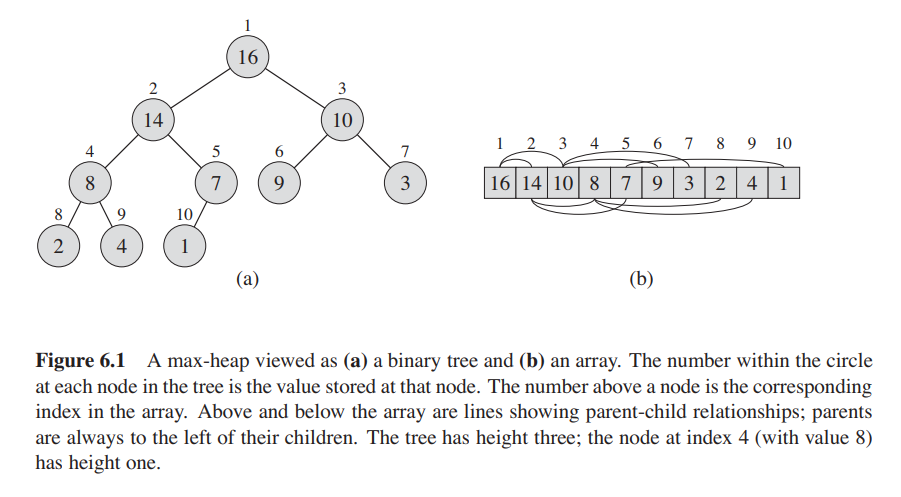 1
16
2 3
14 10
4 5 6 7
8 7 9 3
8 9 10
2 4 1
(a)
1 2 3 4 5 6 7 8 9 10
16 14 10 8 7 9 3 2 4 1
(b)
Figure 6.1 A max-heap viewed as (a) a binary tree and (b) an array. The number within the circle
at each node in the tree is the value stored at that node. The number above a node is the corresponding
index in the array. Above and below the array are lines showing parent-child relationships; parents
are always to the left of their children. The tree has height three; the node at index 4 (with value 8)
has height one.